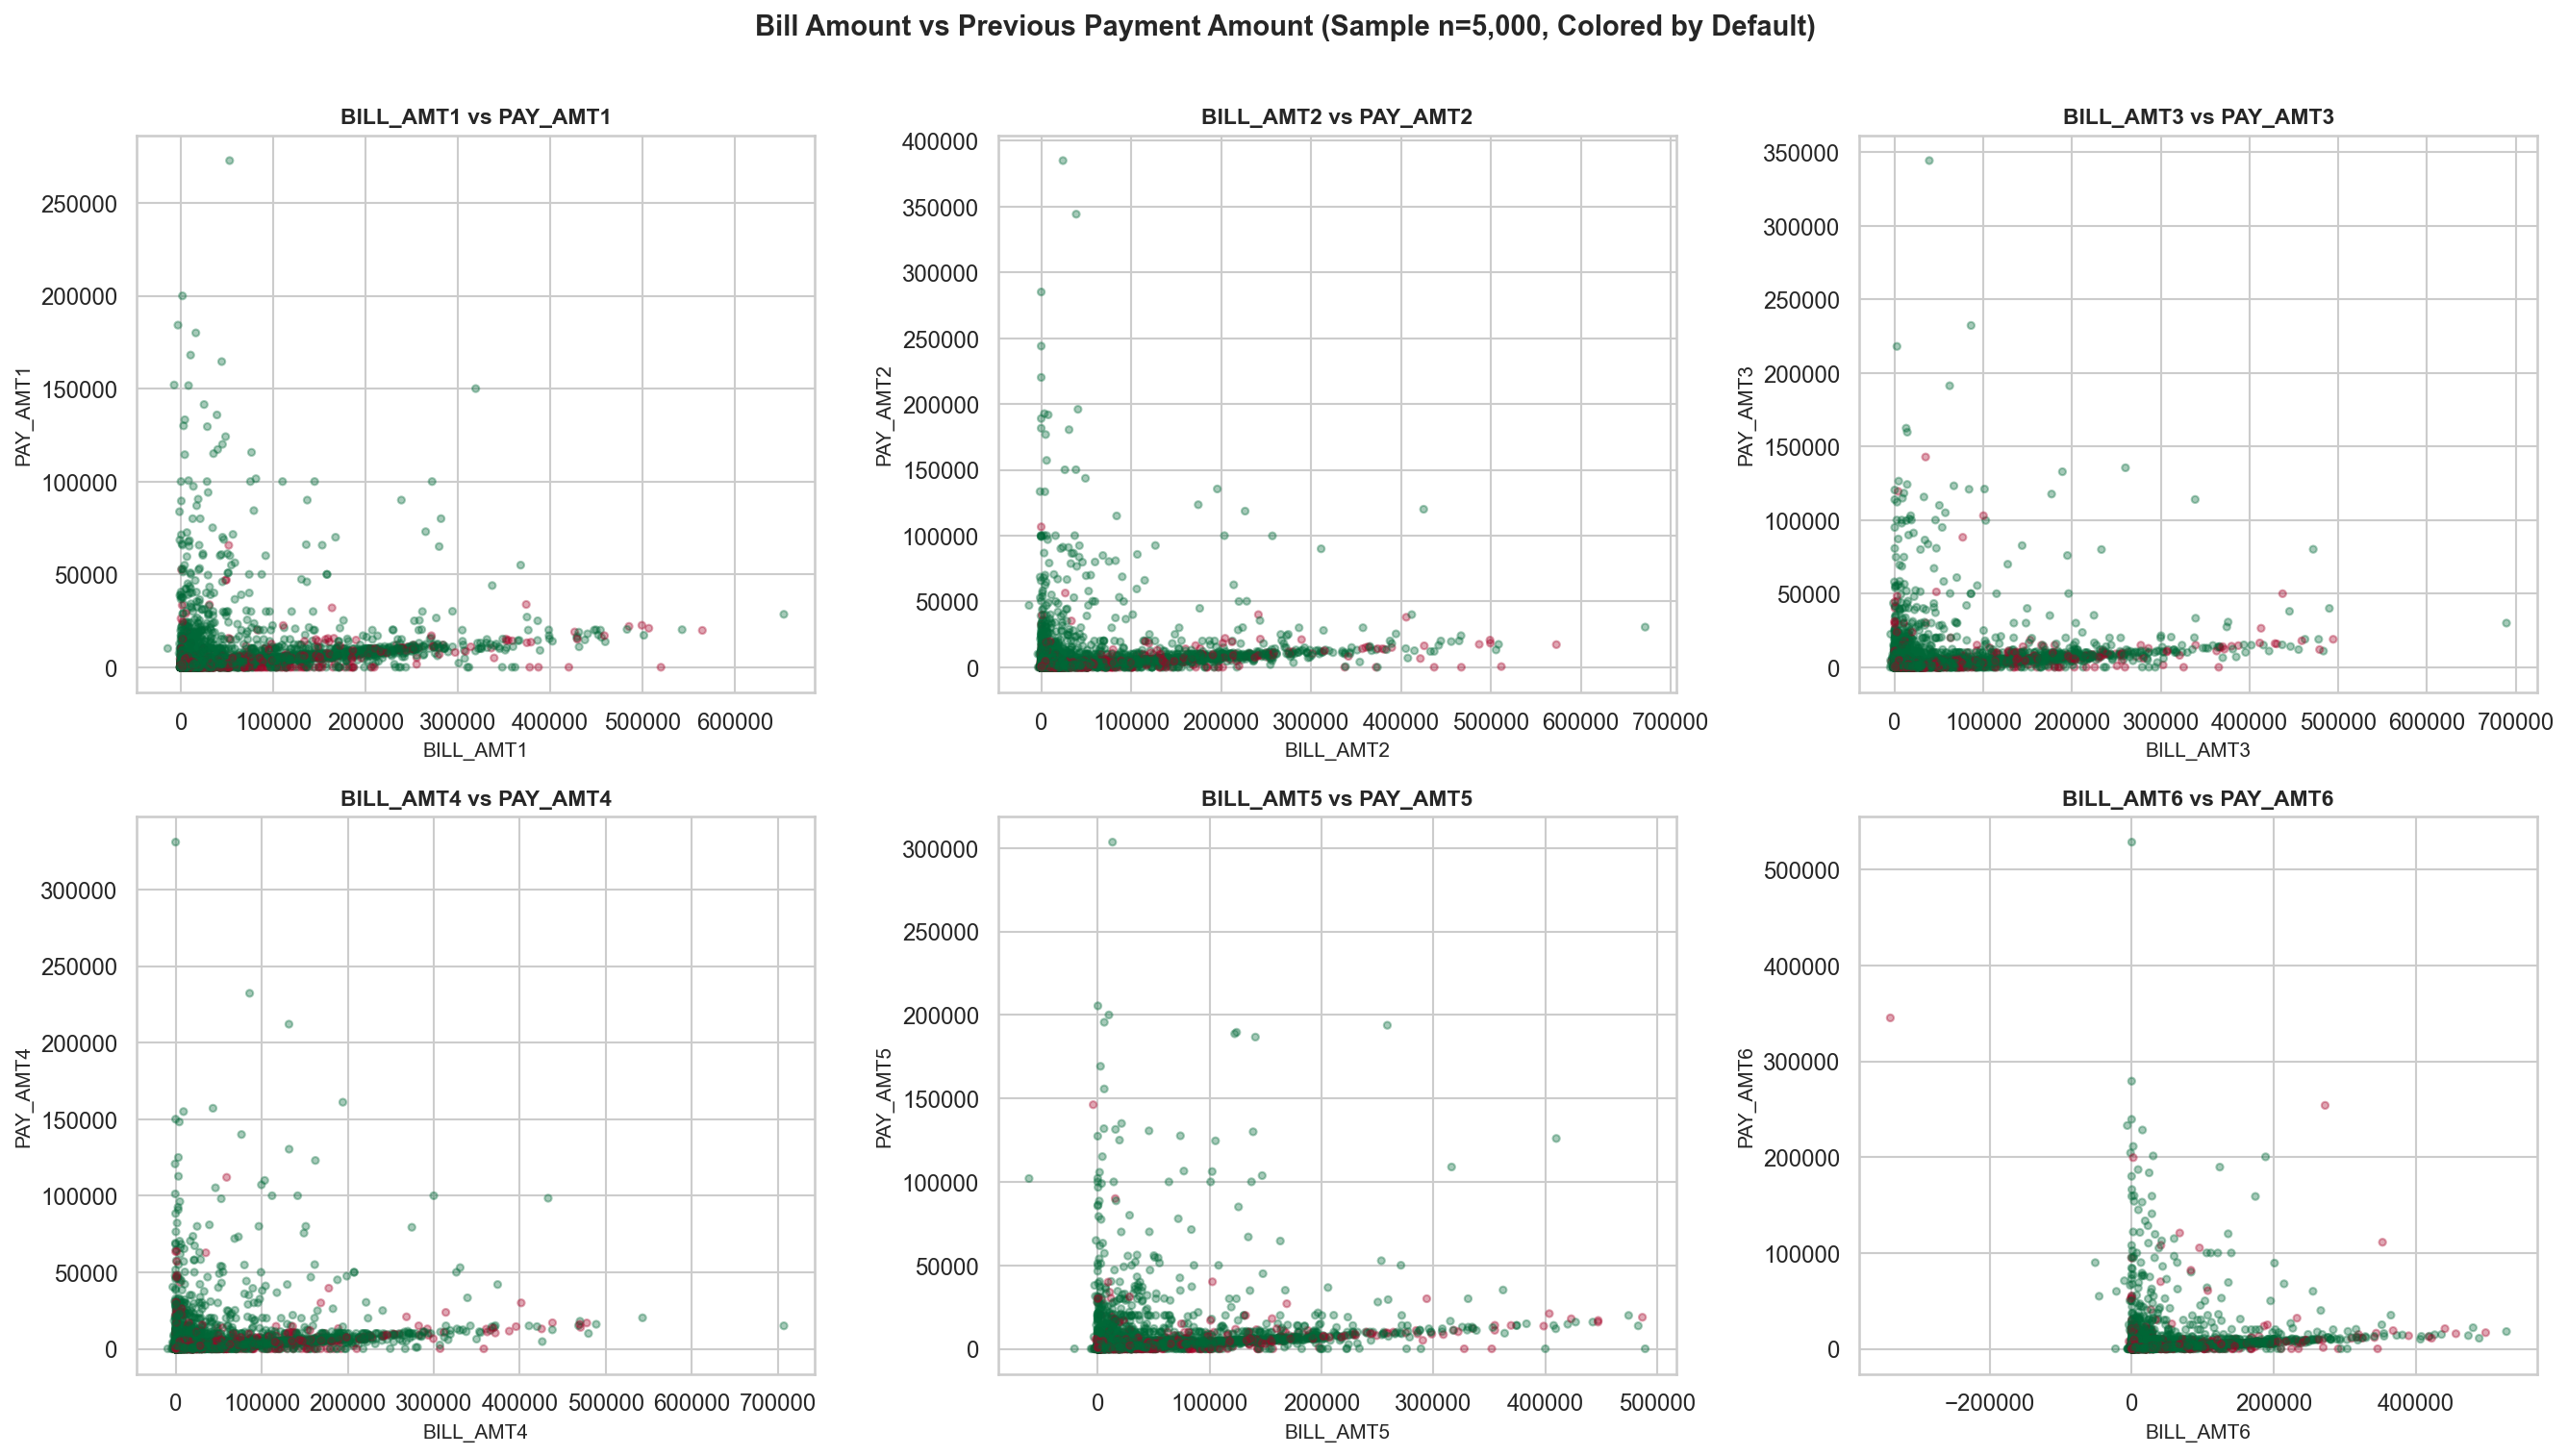 Bill Amount vs Previous Payment Amount (Sample n=5,000, Colored by Default)
BILL_AMT1 vs PAY_AMT1
250000
200000
150000
100000
50000
0
PAY_AMT1
0 100000 200000 300000 400000 500000 600000
BILL_AMT1
BILL_AMT2 vs PAY_AMT2
400000
350000
300000
250000
200000
150000
100000
50000
0
PAY_AMT2
0 100000 200000 300000 400000 500000 600000 700000
BILL_AMT2
BILL_AMT3 vs PAY_AMT3
350000
300000
250000
200000
150000
100000
50000
0
PAY_AMT3
0 100000 200000 300000 400000 500000 600000 700000
BILL_AMT3
BILL_AMT4 vs PAY_AMT4
300000
250000
200000
150000
100000
50000
0
PAY_AMT4
0 100000 200000 300000 400000 500000 600000 700000
BILL_AMT4
BILL_AMT5 vs PAY_AMT5
300000
250000
200000
150000
100000
50000
0
PAY_AMT5
0 100000 200000 300000 400000 500000
BILL_AMT5
BILL_AMT6 vs PAY_AMT6
500000
400000
300000
200000
100000
0
PAY_AMT6
−200000 0 200000 400000
BILL_AMT6